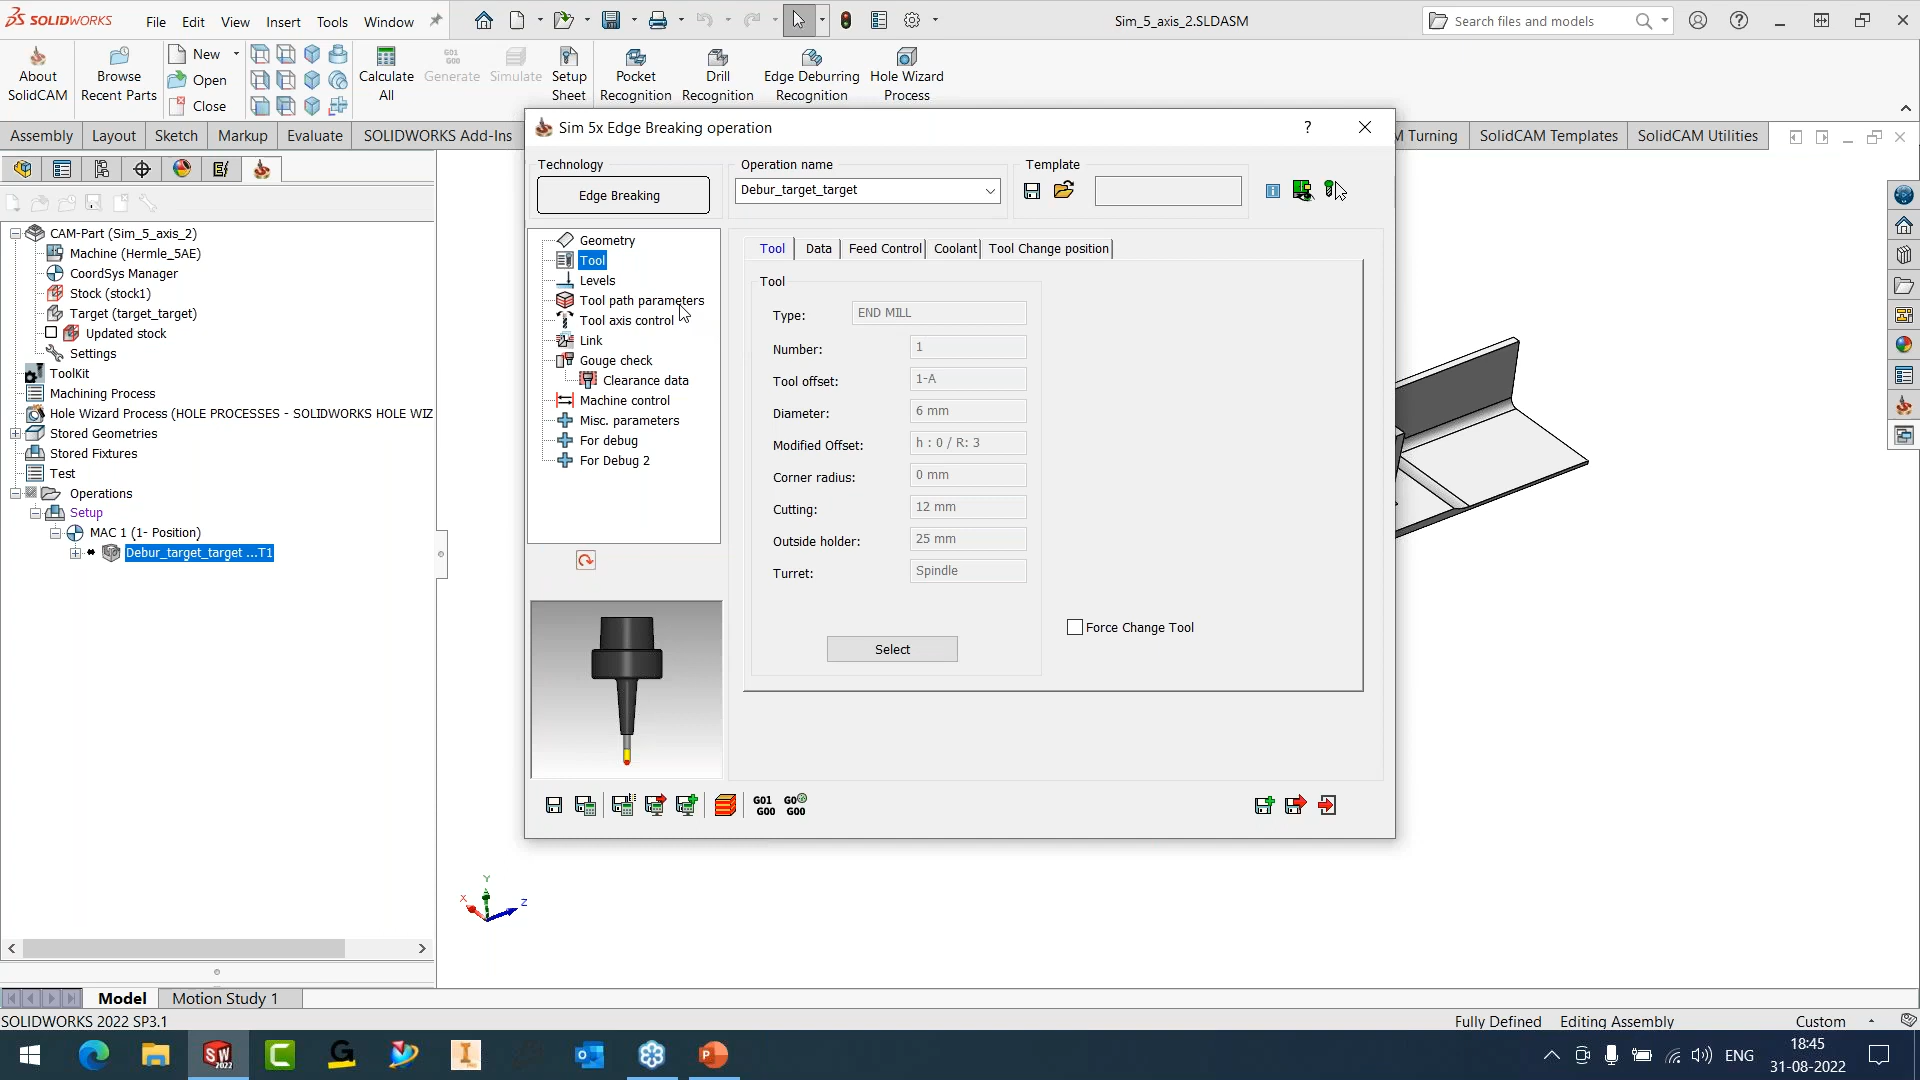 SOLIDWORKS File Edit View Insert Tools Window Sim_5_axis_2.SLDASM Search files and models
New
Open
Close
About SolidCAM
Browse Recent Parts
Calculate All
G01
G00
Generate
Simulate
Setup Sheet
Pocket Recognition
Drill Recognition
Edge Deburring Recognition
Hole Wizard Process
Assembly Layout Sketch Markup Evaluate SOLIDWORKS Add-Ins M Turning SolidCAM Templates SolidCAM Utilities
CAM-Part (Sim_5_axis_2)
Machine (Hermle_5AE)
CoordSys Manager
Stock (stock1)
Target (target_target)
Updated stock
Settings
ToolKit
Machining Process
Hole Wizard Process (HOLE PROCESSES - SOLIDWORKS HOLE WIZ
Stored Geometries
Stored Fixtures
Test
Operations
Setup
MAC 1 (1- Position)
Debur_target_target ...T1
Sim 5x Edge Breaking operation
?
Technology
Edge Breaking
Operation name
Debur_target_target
Template
Geometry
Tool
Levels
Tool path parameters
Tool axis control
Link
Gouge check
Clearance data
Machine control
Misc. parameters
For debug
For Debug 2
Tool Data Feed Control Coolant Tool Change position
Tool
Type: END MILL
Number: 1
Tool offset: 1-A
Diameter: 6 mm
Modified Offset: h : 0 / R: 3
Corner radius: 0 mm
Cutting: 12 mm
Outside holder: 25 mm
Turret: Spindle
Select
Force Change Tool
G01 G0
G00 G00
Y
X Z
Model Motion Study 1
SOLIDWORKS 2022 SP3.1 Fully Defined Editing Assembly Custom
SW
2022
ENG
18:45
31-08-2022